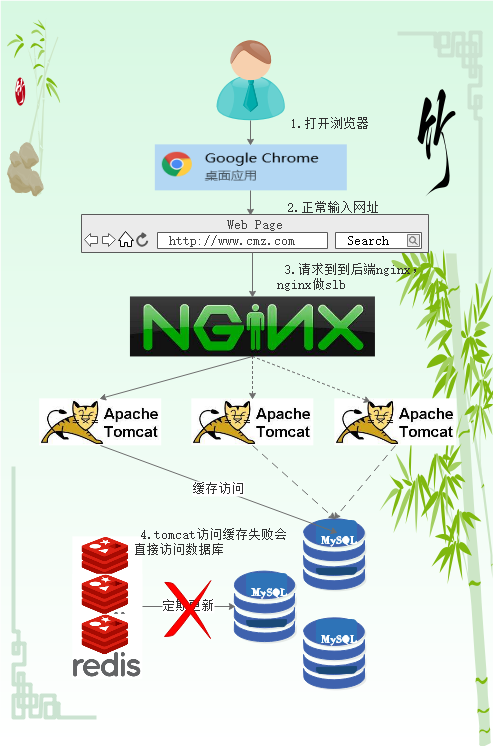 竹
1.打开浏览器
Google Chrome
桌面应用
2.正常输入网址
Web Page
http://www.cmz.com
Search
3.请求到到后端nginx,
nginx做slb
NGINX
Apache
Tomcat
Apache
Tomcat
Apache
Tomcat
缓存访问
4.tomcat访问缓存失败会
直接访问数据库
MySQL
定期更新
MySQL
MySQL
redis